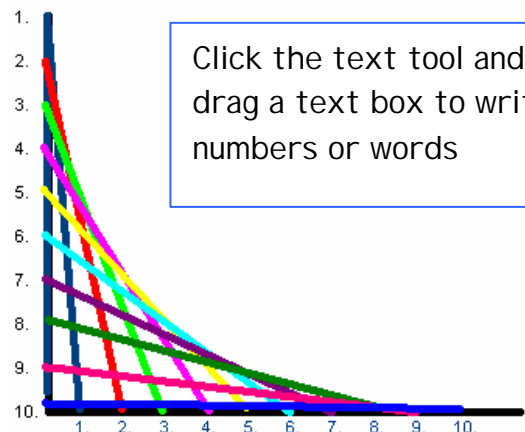 1.
2.
3.
4.
5.
6.
7.
8.
9.
10.
Click the text tool and
drag a text box to writ
numbers or words
1. 2. 3. 4. 5. 6. 7. 8. 9. 10.